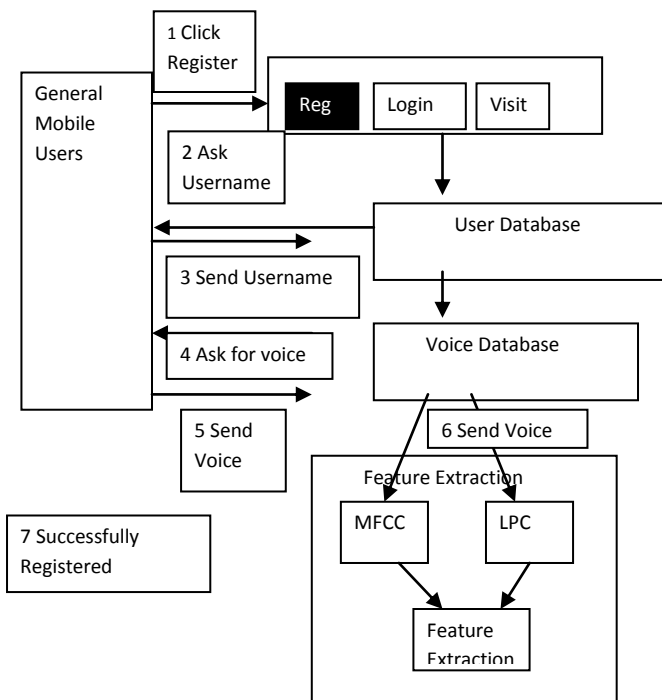 1 Click
Register
General
Mobile
Users
Reg
Login
Visit
2 Ask
Username
User Database
3 Send Username
4 Ask for voice
Voice Database
5 Send
Voice
6 Send Voice
Feature Extraction
MFCC
LPC
7 Successfully
Registered
Feature
Extraction